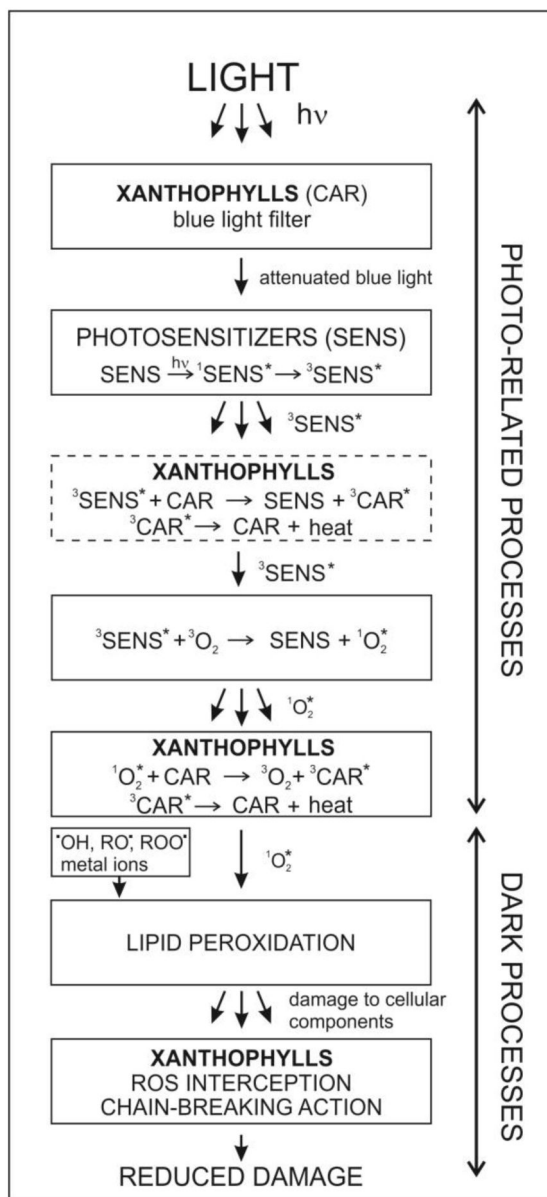 LIGHT
hν
XANTHOPHYLLS (CAR)
blue light filter
attenuated blue light
PHOTOSENSITIZERS (SENS)
SENS hν→ ¹SENS* → ³SENS*
³SENS*
XANTHOPHYLLS
³SENS* + CAR → SENS + ³CAR*
³CAR* → CAR + heat
³SENS*
³SENS* + ³O₂ → SENS + ¹O₂*
¹O₂*
XANTHOPHYLLS
¹O₂* + CAR → ³O₂ + ³CAR*
³CAR* → CAR + heat
PHOTO-RELATED PROCESSES
•OH, RO•, ROO•
metal ions
¹O₂*
LIPID PEROXIDATION
damage to cellular
components
XANTHOPHYLLS
ROS INTERCEPTION
CHAIN-BREAKING ACTION
REDUCED DAMAGE
DARK PROCESSES